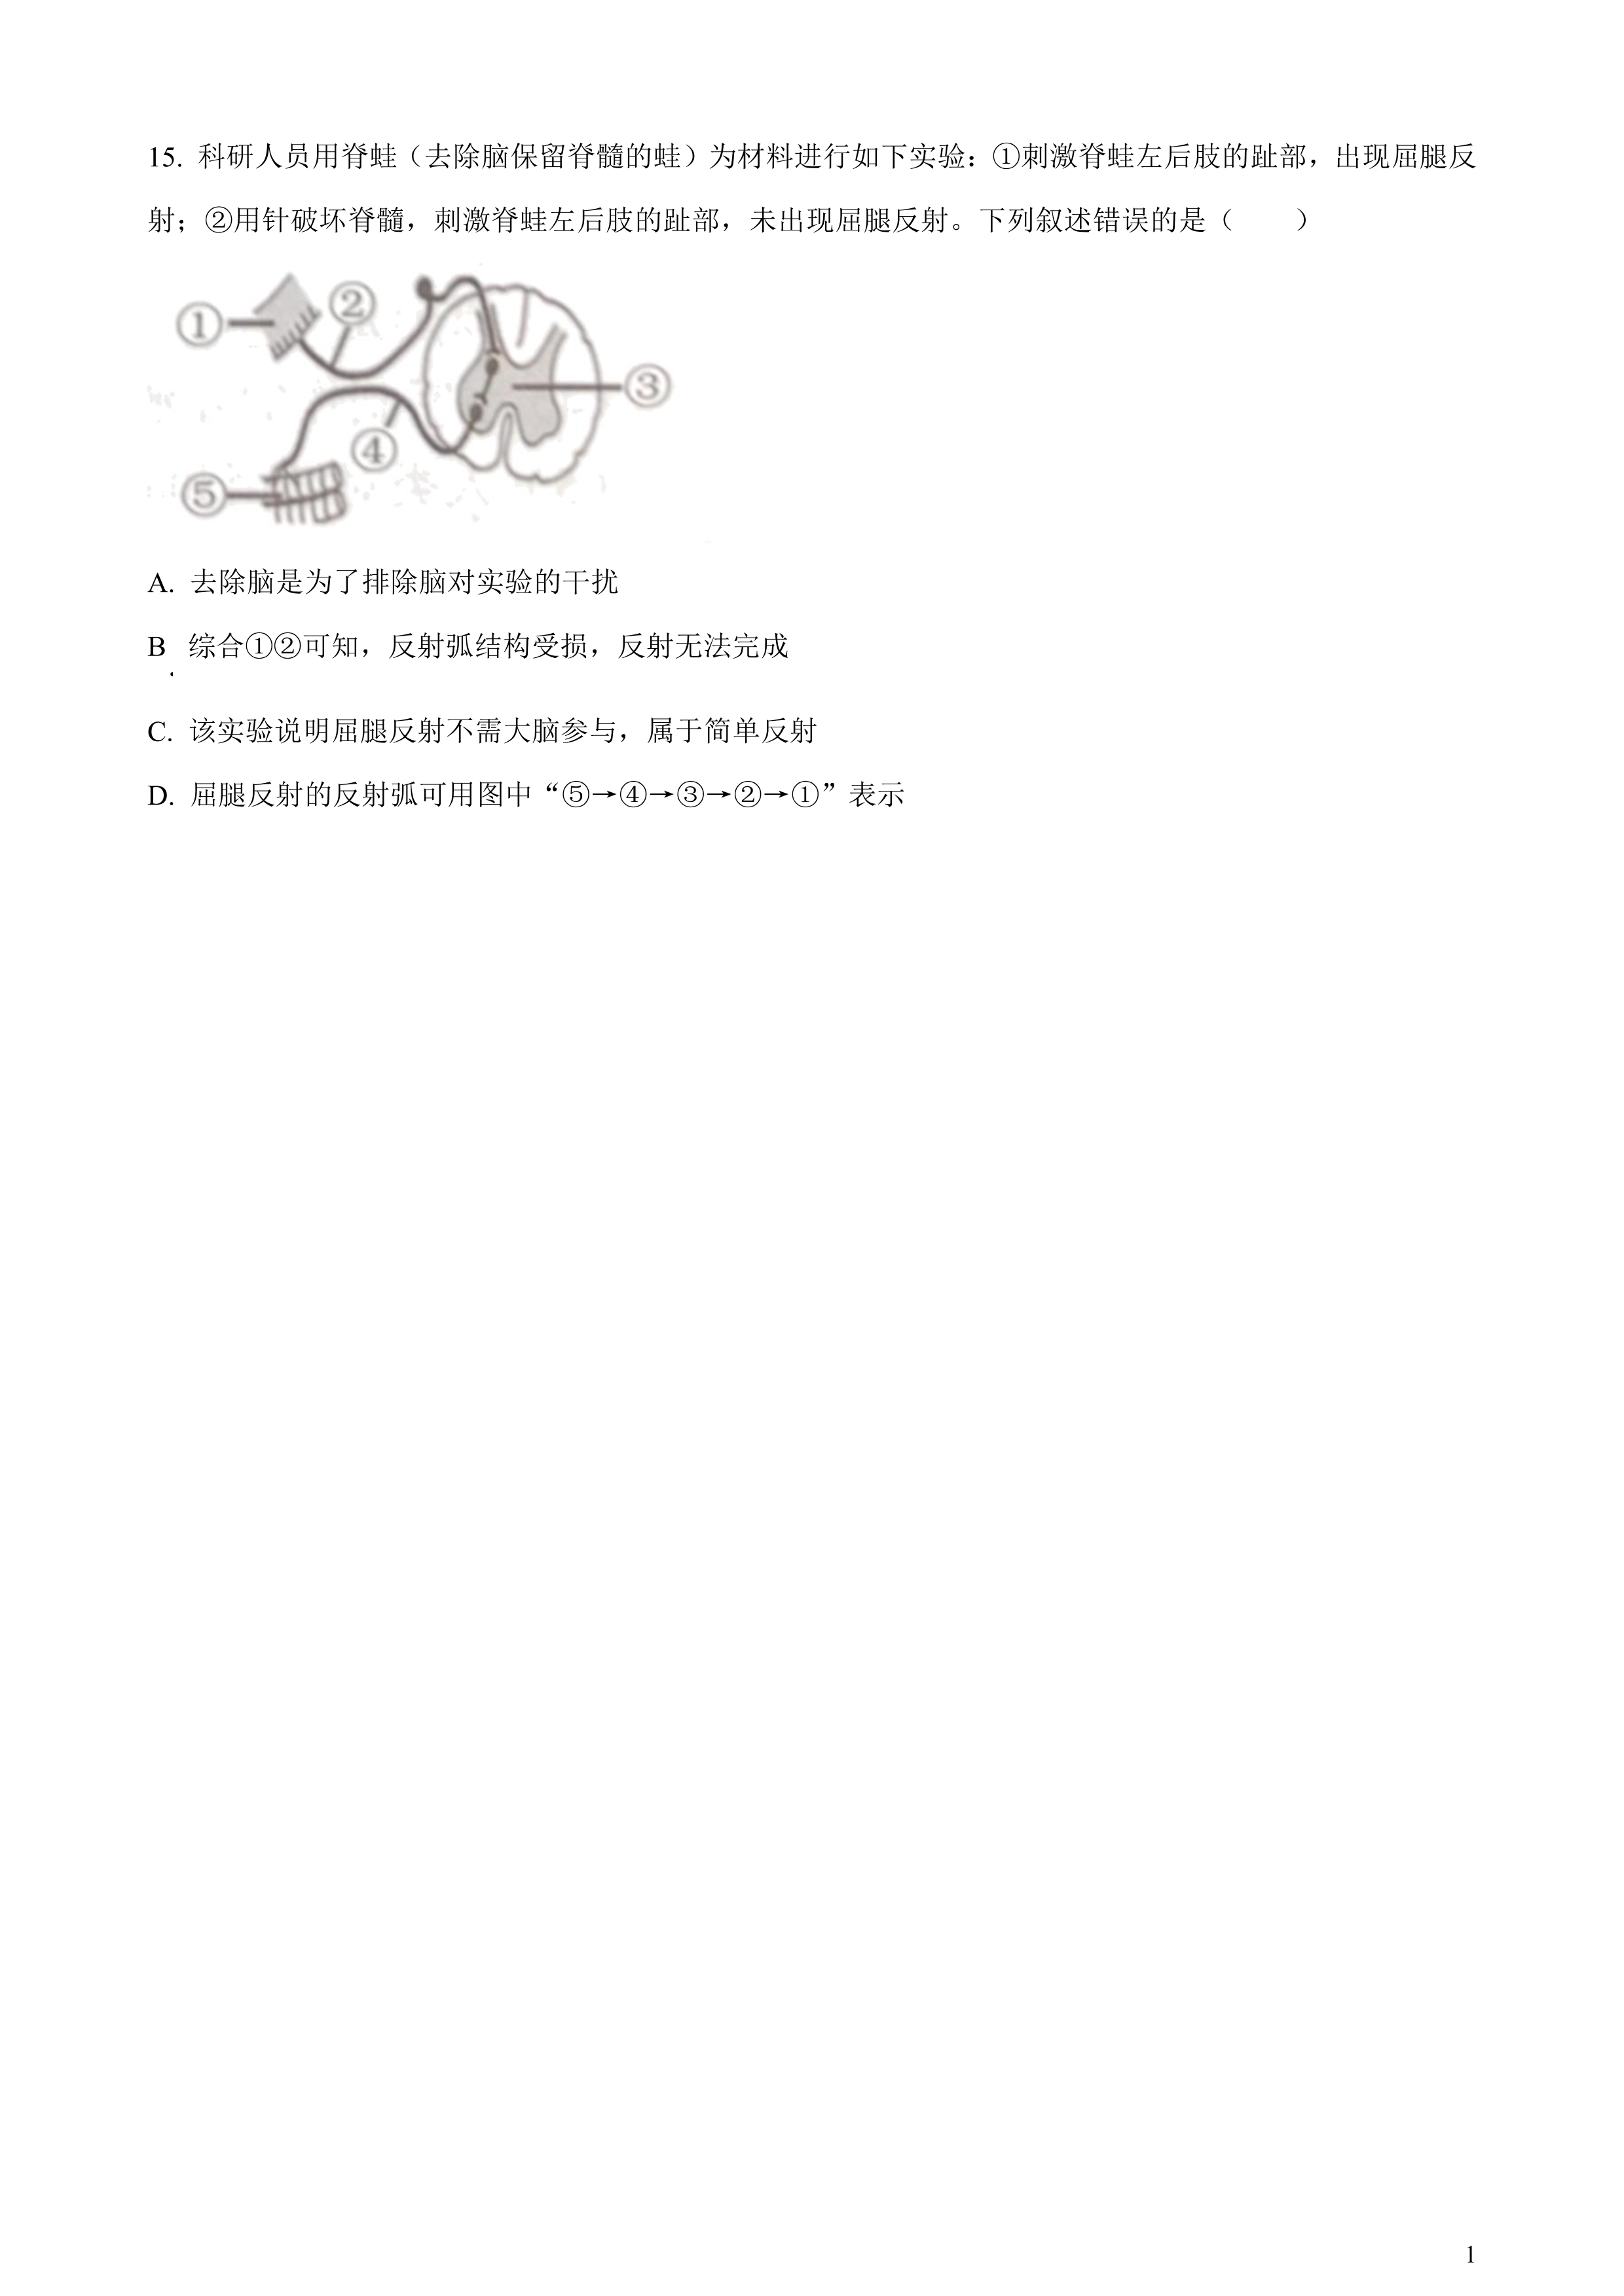 15. 科研人员用脊蛙（去除脑保留脊髓的蛙）为材料进行如下实验：①刺激脊蛙左后肢的趾部，出现屈腿反
射；②用针破坏脊髓，刺激脊蛙左后肢的趾部，未出现屈腿反射。下列叙述错误的是（　　）
①
②
③
④
⑤
A. 去除脑是为了排除脑对实验的干扰
B. 综合①②可知，反射弧结构受损，反射无法完成
C. 该实验说明屈腿反射不需大脑参与，属于简单反射
D. 屈腿反射的反射弧可用图中“⑤→④→③→②→①”表示
1